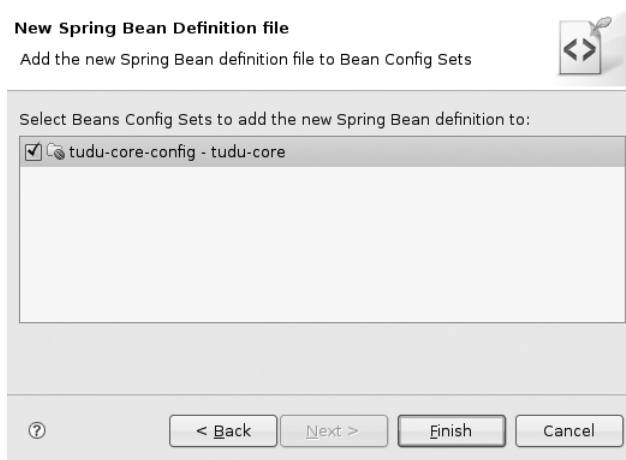 New Spring Bean Definition file
Add the new Spring Bean definition file to Bean Config Sets
<>
Select Beans Config Sets to add the new Spring Bean definition to:
tudu-core-config - tudu-core
?
< Back
Next >
Finish
Cancel